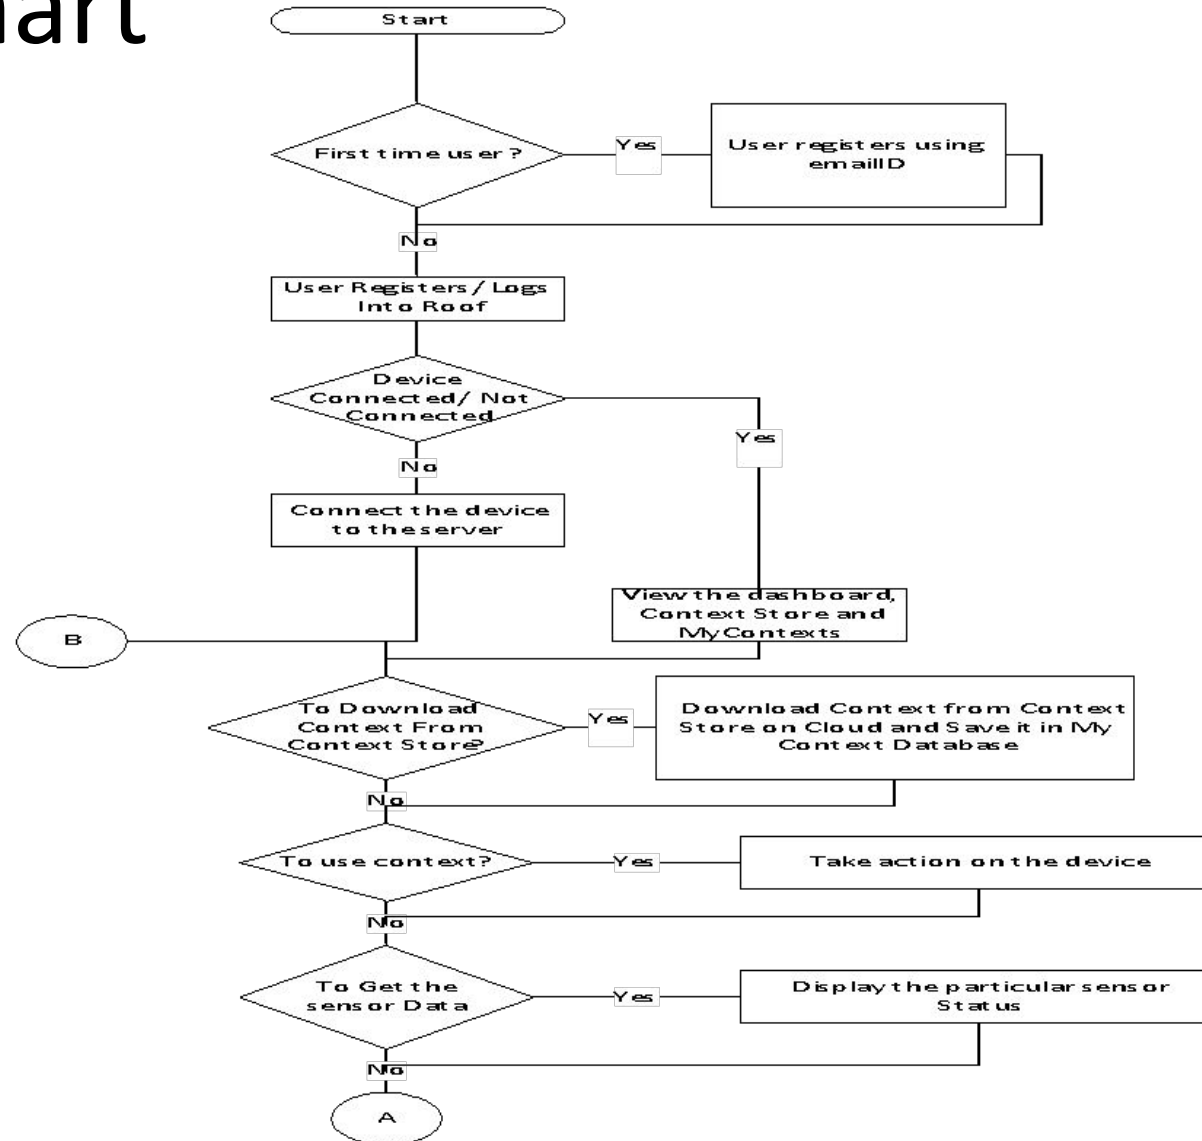 hart
Start
First time user?
Yes
User registers using
emailID
No
User Registers/ Logs
Into Roof
Device
Connected/ Not
Connected
Yes
No
Connect the device
to the server
View the dashboard,
Context Store and
MyContexts
B
To Download
Context From
Context Store?
Yes
Download Context from Context
Store on Cloud and Save it in My
Context Database
No
To use context?
Yes
Take action on the device
No
To Get the
sensor Data
Yes
Display the particular sensor
Status
No
A